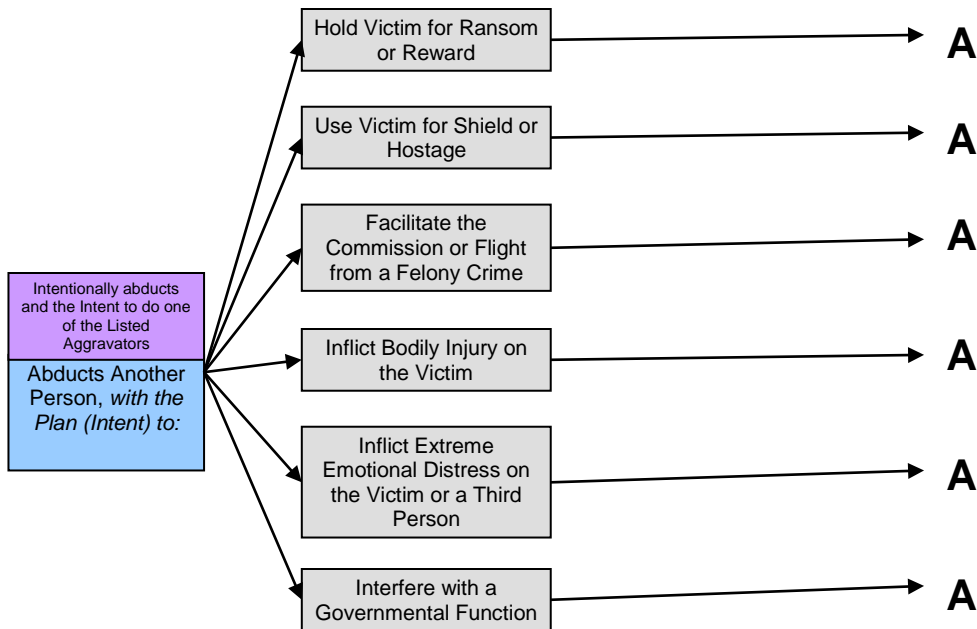 Hold Victim for Ransom
or Reward
A
Use Victim for Shield or
Hostage
A
Facilitate the
Commission or Flight
from a Felony Crime
A
Intentionally abducts
and the Intent to do one
of the Listed
Aggravators
Abducts Another
Person, with the
Plan (Intent) to:
Inflict Bodily Injury on
the Victim
A
Inflict Extreme
Emotional Distress on
the Victim or a Third
Person
A
Interfere with a
Governmental Function
A